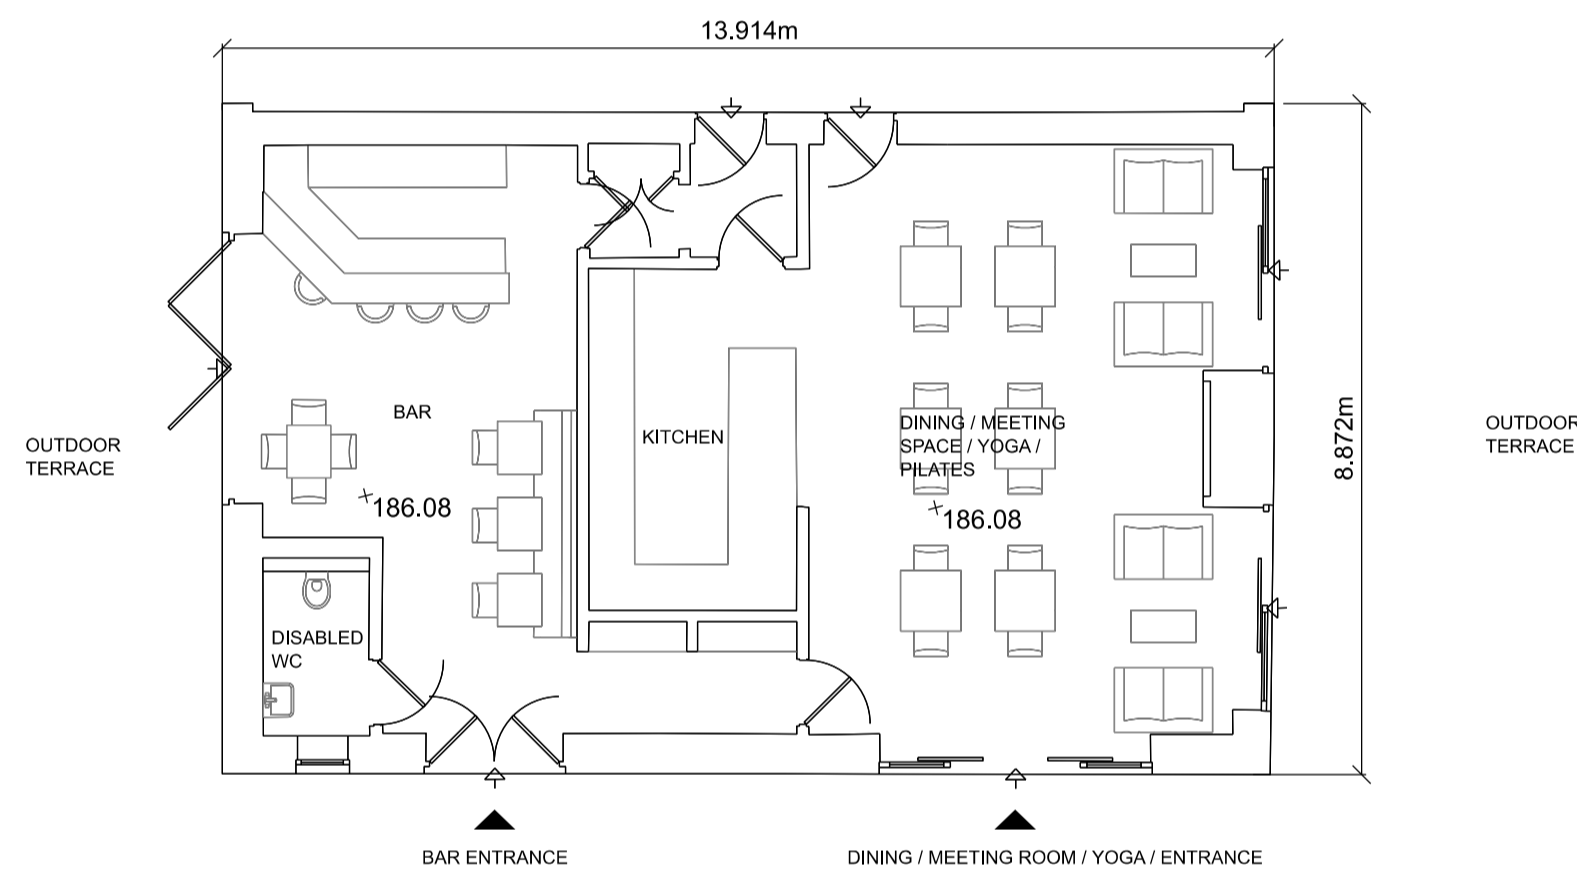 13.914m
8.872m
BAR
OUTDOOR
TERRACE
KITCHEN
DINING / MEETING
SPACE / YOGA /
PILATES
OUTDOOR
TERRACE
186.08
186.08
DISABLED
WC
BAR ENTRANCE
DINING / MEETING ROOM / YOGA / ENTRANCE